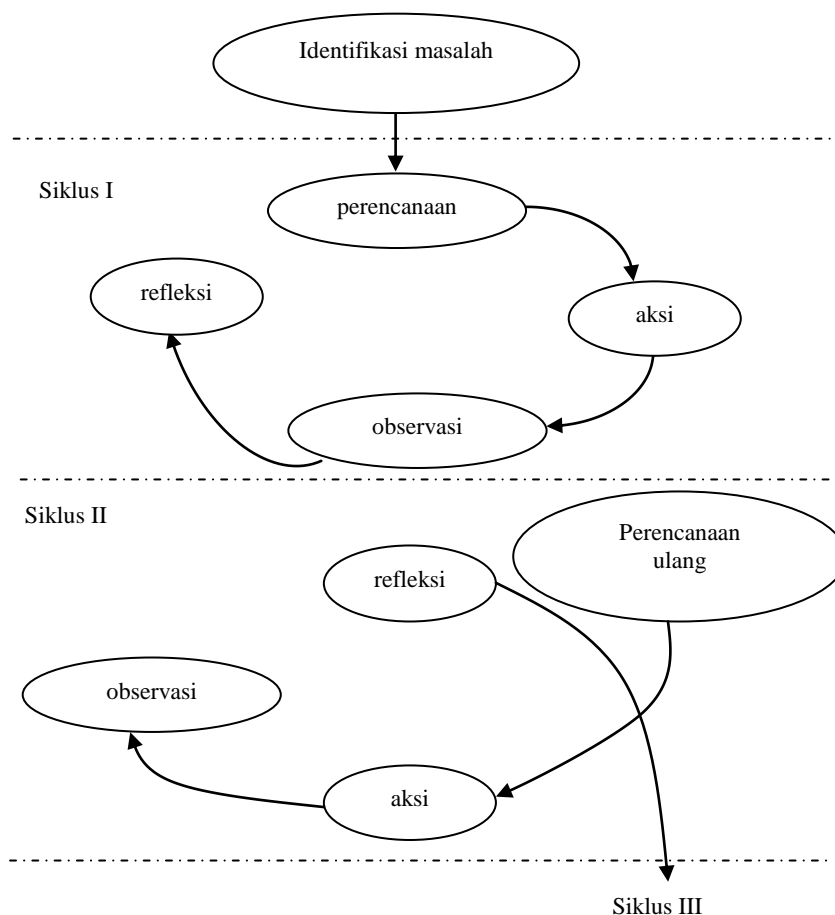 Identifikasi masalah
Siklus I
perencanaan
refleksi
aksi
observasi
Siklus II
Perencanaan
ulang
refleksi
observasi
aksi
Siklus III